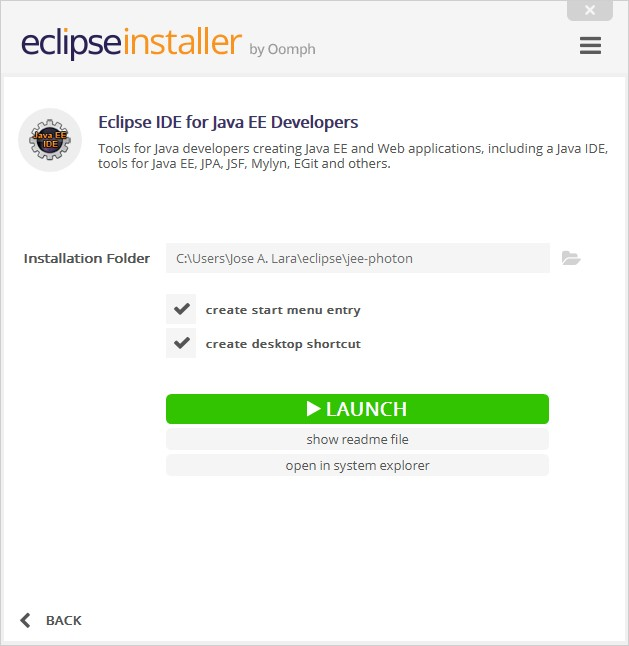 eclipseinstaller by Oomph
Java EE
IDE
Eclipse IDE for Java EE Developers
Tools for Java developers creating Java EE and Web applications, including a Java IDE,
tools for Java EE, JPA, JSF, Mylyn, EGit and others.
Installation Folder C:\Users\Jose A. Lara\eclipse\jee-photon
create start menu entry
create desktop shortcut
LAUNCH
show readme file
open in system explorer
BACK